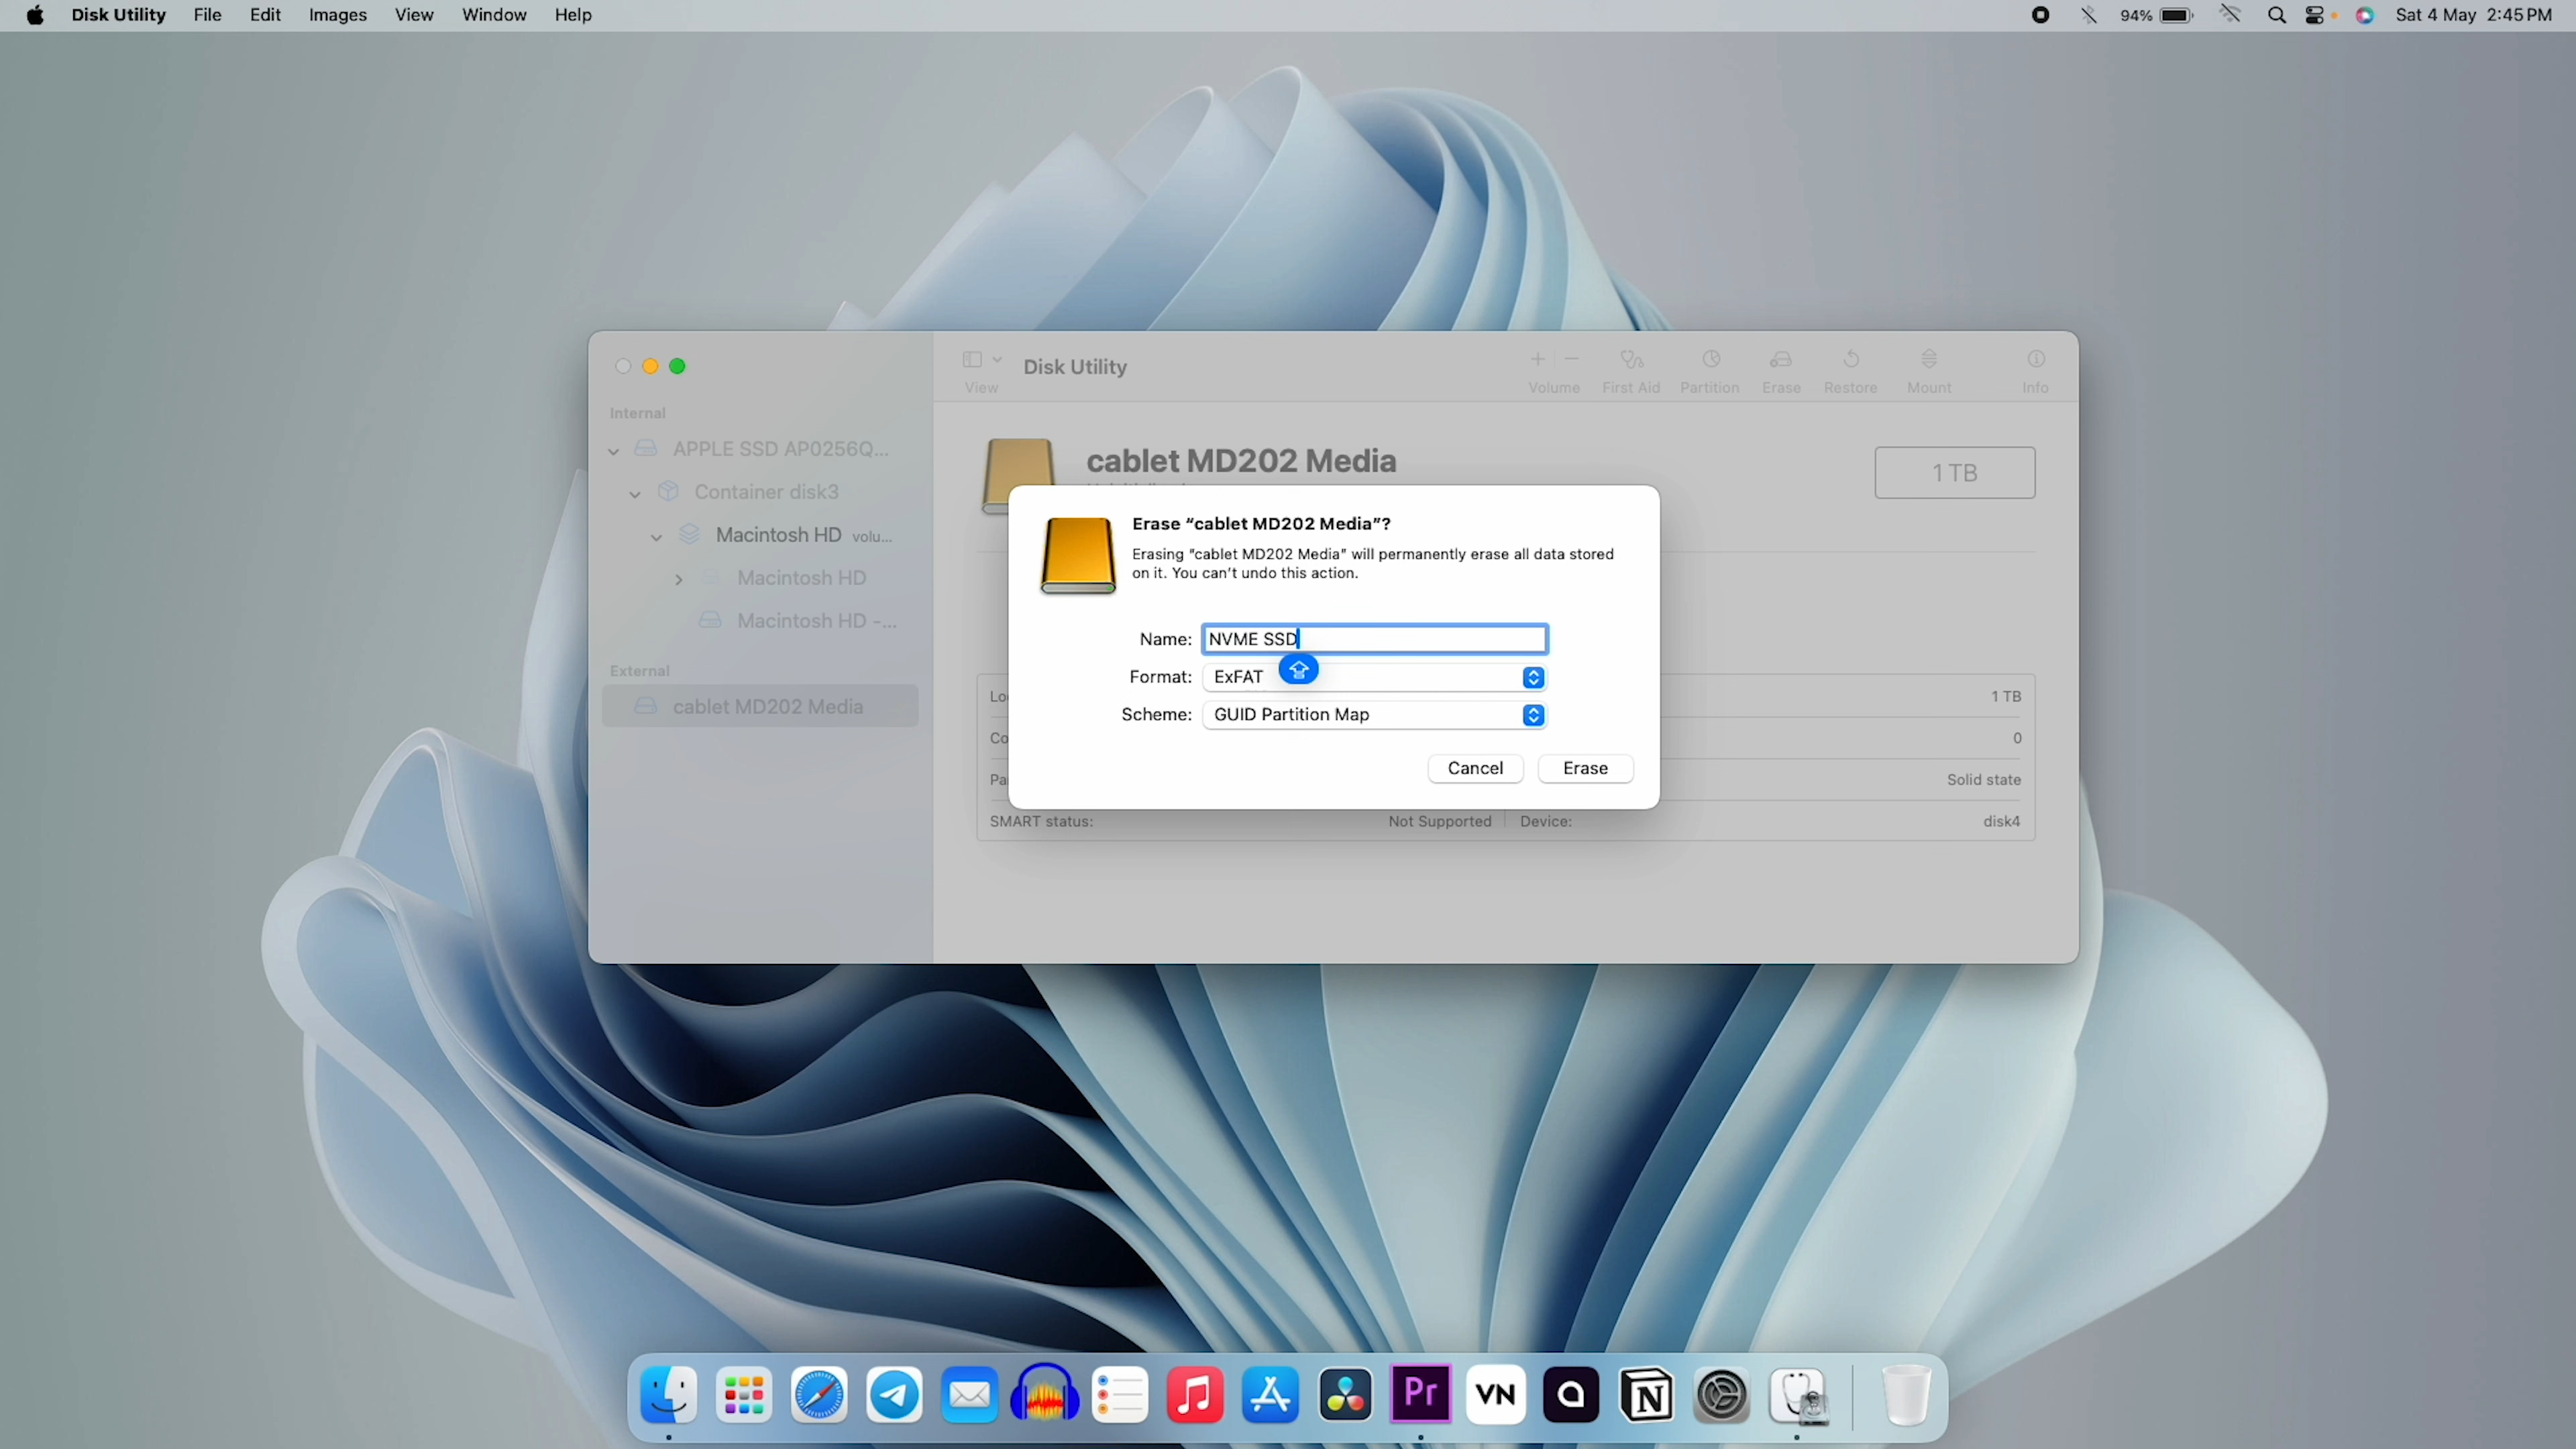 Disk Utility File Edit Images View Window Help 94% Sat 4 May 2:45 PM
View Disk Utility Volume First Aid Partition Erase Restore Mount Info
Internal
APPLE SSD AP0256Q...
Container disk3
Macintosh HD volu...
Macintosh HD
Macintosh HD -...
External
cablet MD202 Media
cablet MD202 Media
1 TB
Erase “cablet MD202 Media”?
Erasing “cablet MD202 Media” will permanently erase all data stored
on it. You can’t undo this action.
Name: NVME SSD
Format: ExFAT
Scheme: GUID Partition Map
Cancel Erase
Lo 1 TB
Co 0
Pa Solid state
SMART status: Not Supported Device: disk4
Pr VN